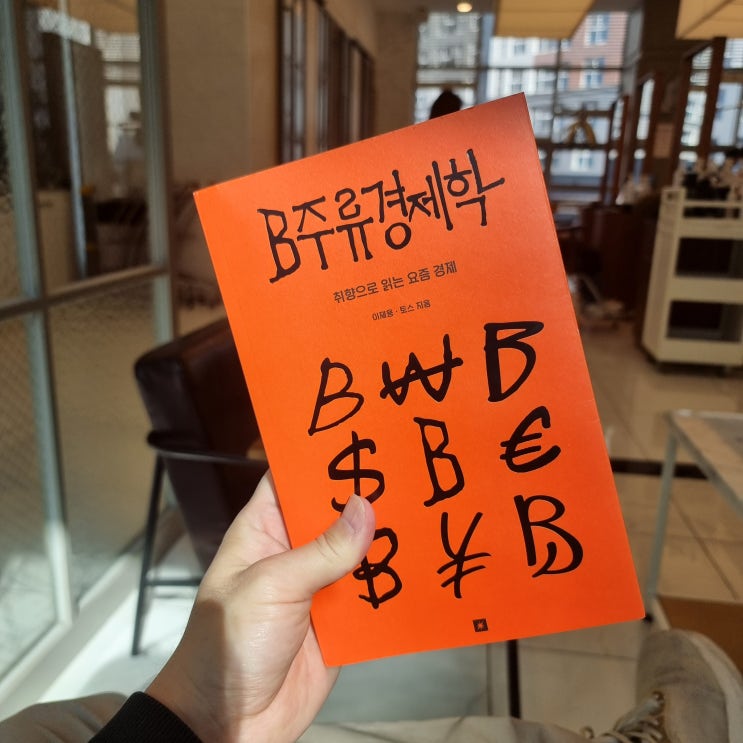 B주류경제학
취향으로 읽는 요즘 경제
이재용 · 토스 지음
B ₩ B
$ B €
B ¥ B